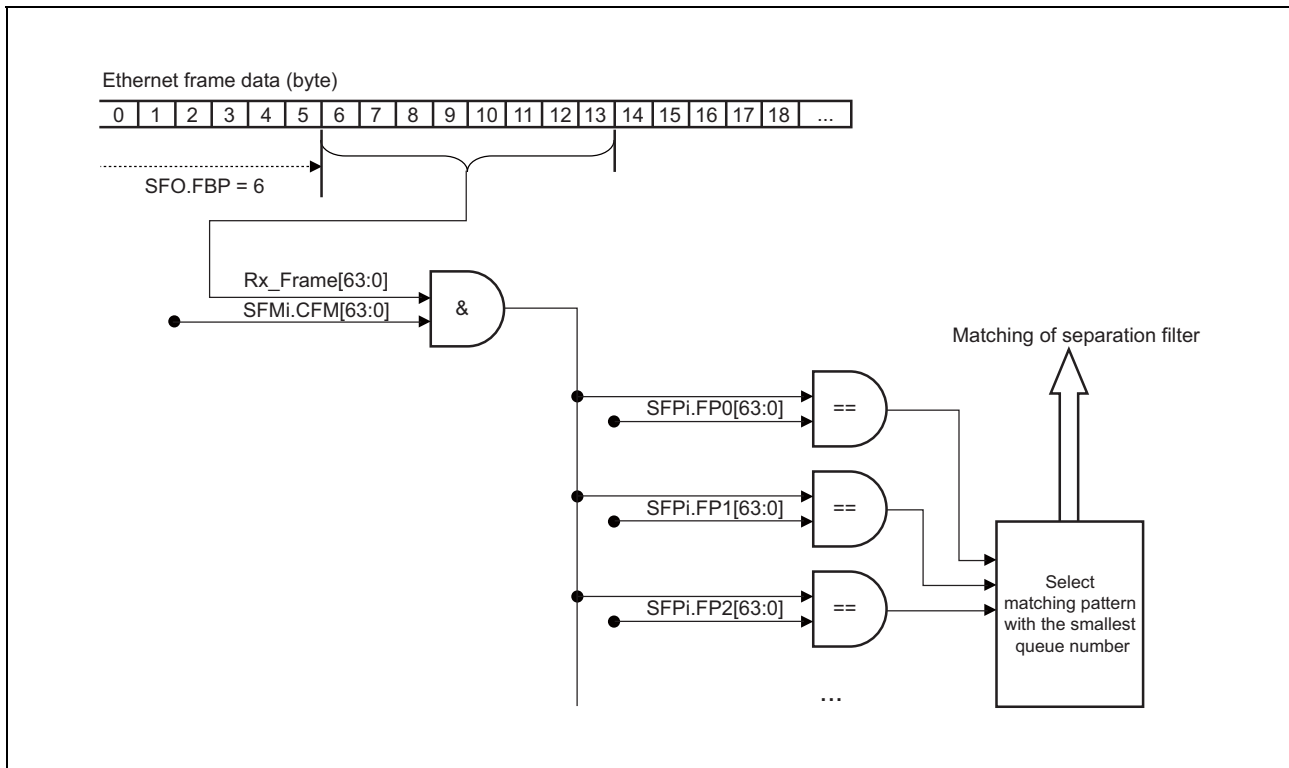 Ethernet frame data (byte)
0 1 2 3 4 5 6 7 8 9 10 11 12 13 14 15 16 17 18 ...
SFO.FBP = 6
Rx_Frame[63:0]
SFMi.CFM[63:0]
&
Matching of separation filter
SFPi.FP0[63:0]
==
SFPi.FP1[63:0]
==
SFPi.FP2[63:0]
==
Select
matching pattern
with the smallest
queue number
...